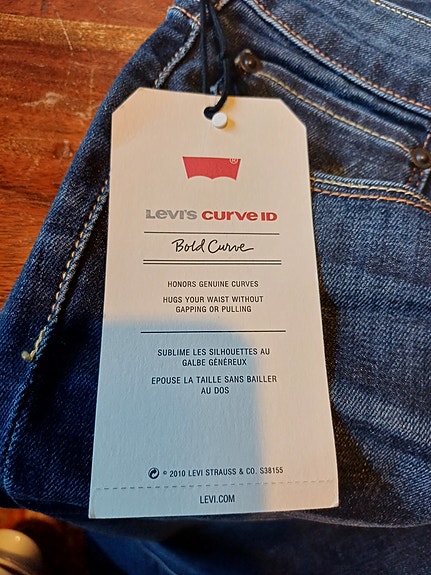 ®
LEVI'S CURVE ID
Bold Curve
HONORS GENUINE CURVES
HUGS YOUR WAIST WITHOUT
GAPPING OR PULLING
SUBLIME LES SILHOUETTES AU
GALBE GÉNÉREUX
EPOUSE LA TAILLE SANS BAILLER
AU DOS
© 2010 LEVI STRAUSS & CO. S38155
LEVI.COM